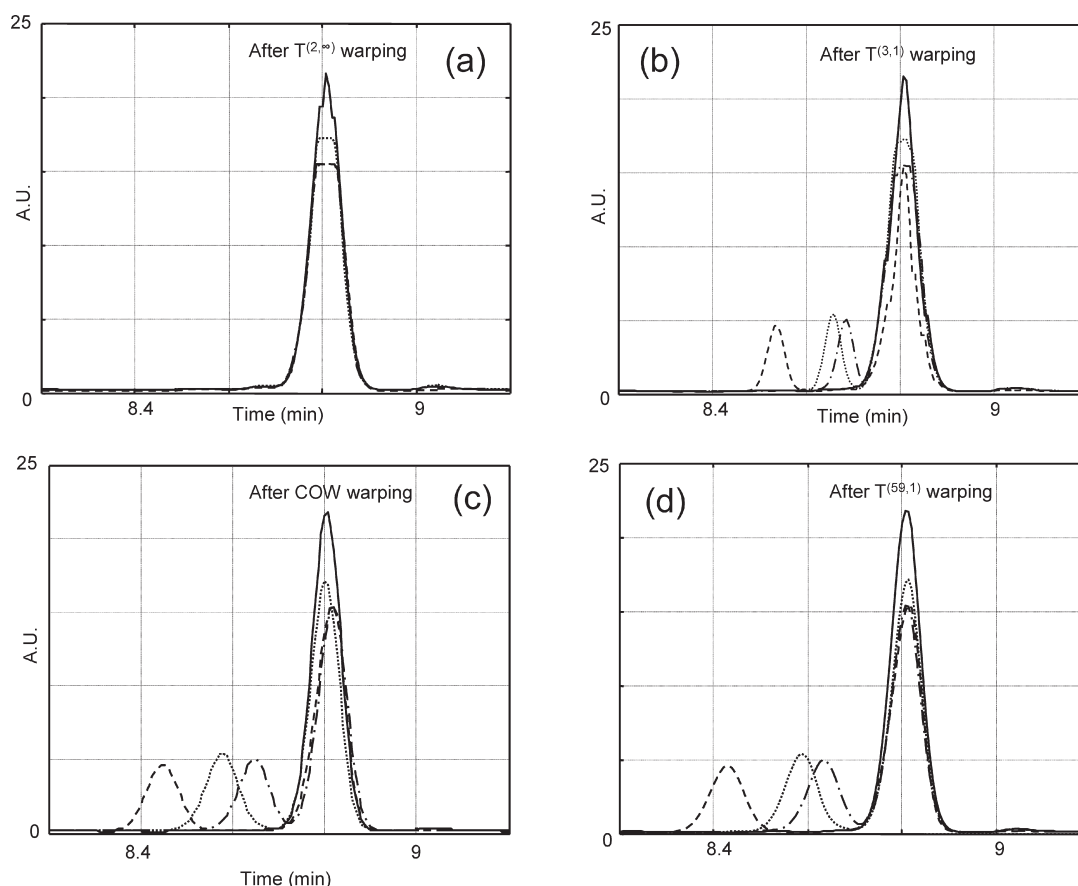 25
After T(2,∞) warping
(a)
A.U.
0
8.4
Time (min)
9
25
After T(3,1) warping
(b)
A.U.
0
8.4
Time (min)
9
25
After COW warping
(c)
A.U.
0
8.4
9
Time (min)
25
After T(59,1) warping
(d)
0
8.4
9